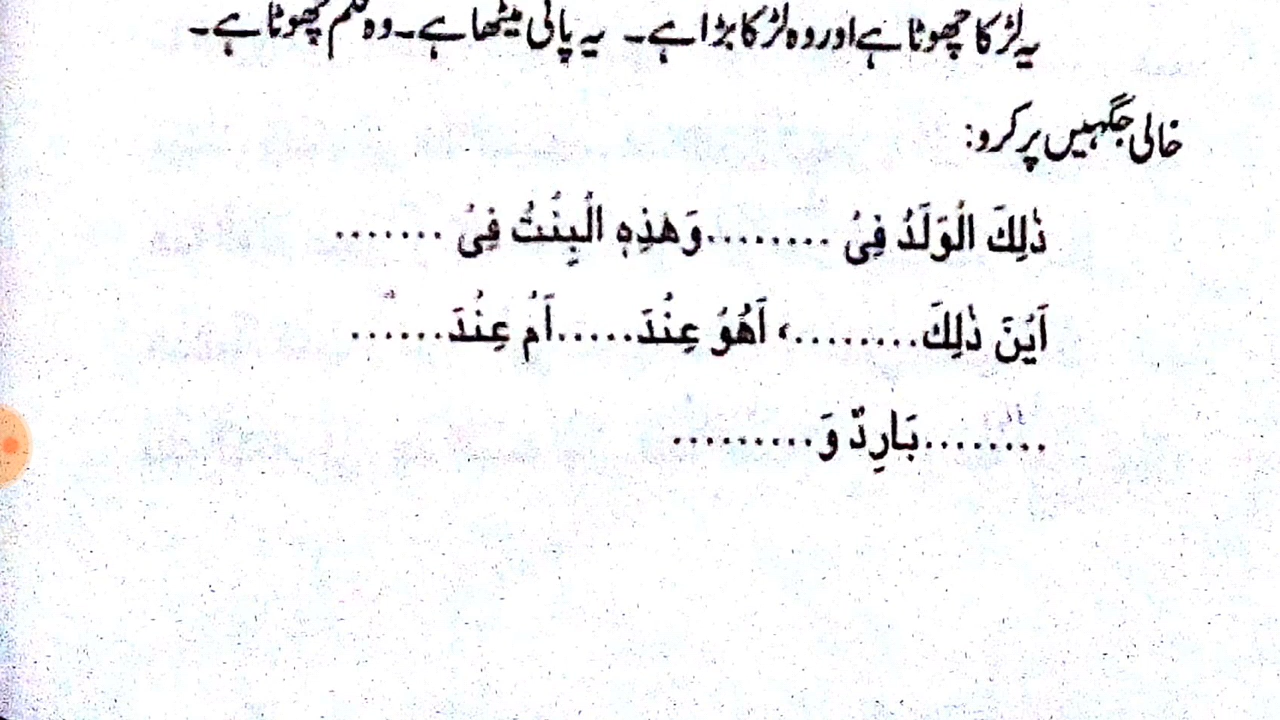 یہ لڑکا چھوٹا ہے اور وہ لڑکا بڑا ہے۔ یہ پانی میٹھا ہے۔ وہ قلم چھوٹا ہے۔
خالی جگہیں پر کرو:
ذٰلِكَ الْوَلَدُ فِیْ ........ وَهٰذِهِ الْبِنْتُ فِیْ .......
اَيْنَ ذٰلِكَ........، اَهُوَ عِنْدَ.....اَمْ عِنْدَ......
........بَارِدٌ وَ.........